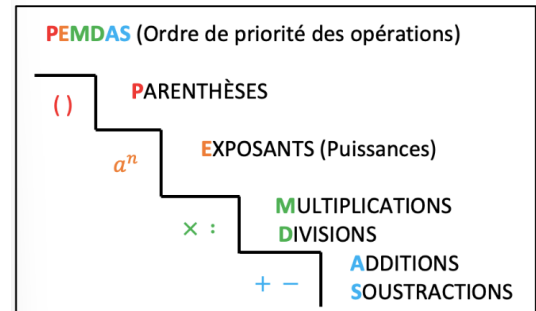 PEMDAS (Ordre de priorité des opérations)
( ) PARENTHÈSES
aⁿ EXPOSANTS (Puissances)
MULTIPLICATIONS
× : DIVISIONS
ADDITIONS
+ − SOUSTRACTIONS